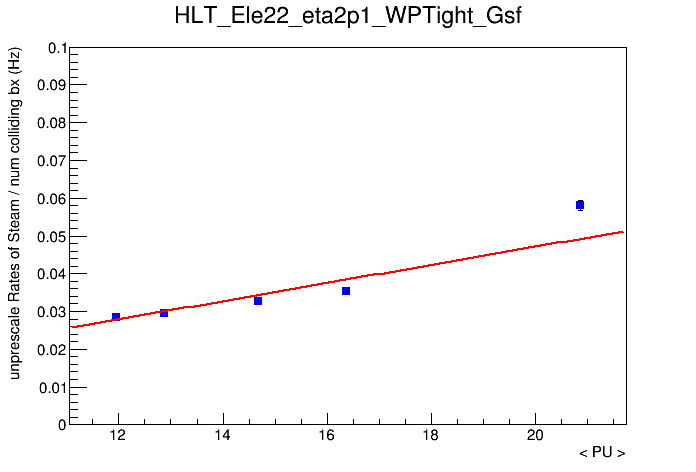 HLT_Ele22_eta2p1_WPTight_Gsf
unprescale Rates of Steam / num colliding bx (Hz)
0.1
0.09
0.08
0.07
0.06
0.05
0.04
0.03
0.02
0.01
0
12 14 16 18 20
< PU >